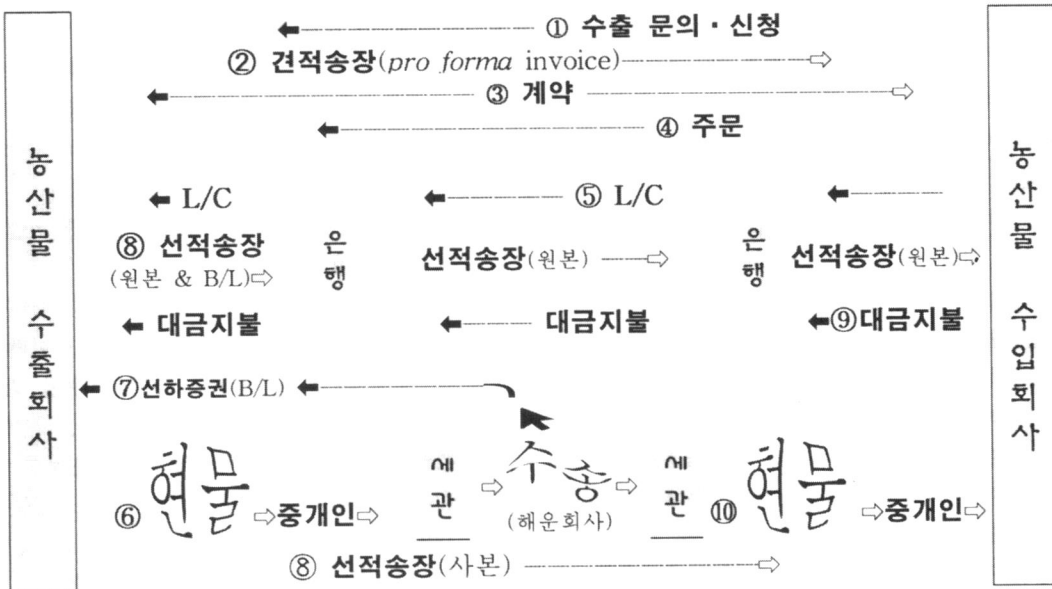 ① 수출 문의 · 신청
② 견적송장(pro forma invoice)
③ 계약
④ 주문
농산물 수출회사
농산물 수입회사
L/C
⑤ L/C
⑧ 선적송장
(원본 & B/L)
은행
선적송장(원본)
은행
선적송장(원본)
대금지불
대금지불
⑨대금지불
⑦선하증권(B/L)
⑥ 현물
중개인
세관
수송
(해운회사)
세관
⑩ 현물
중개인
⑧ 선적송장(사본)